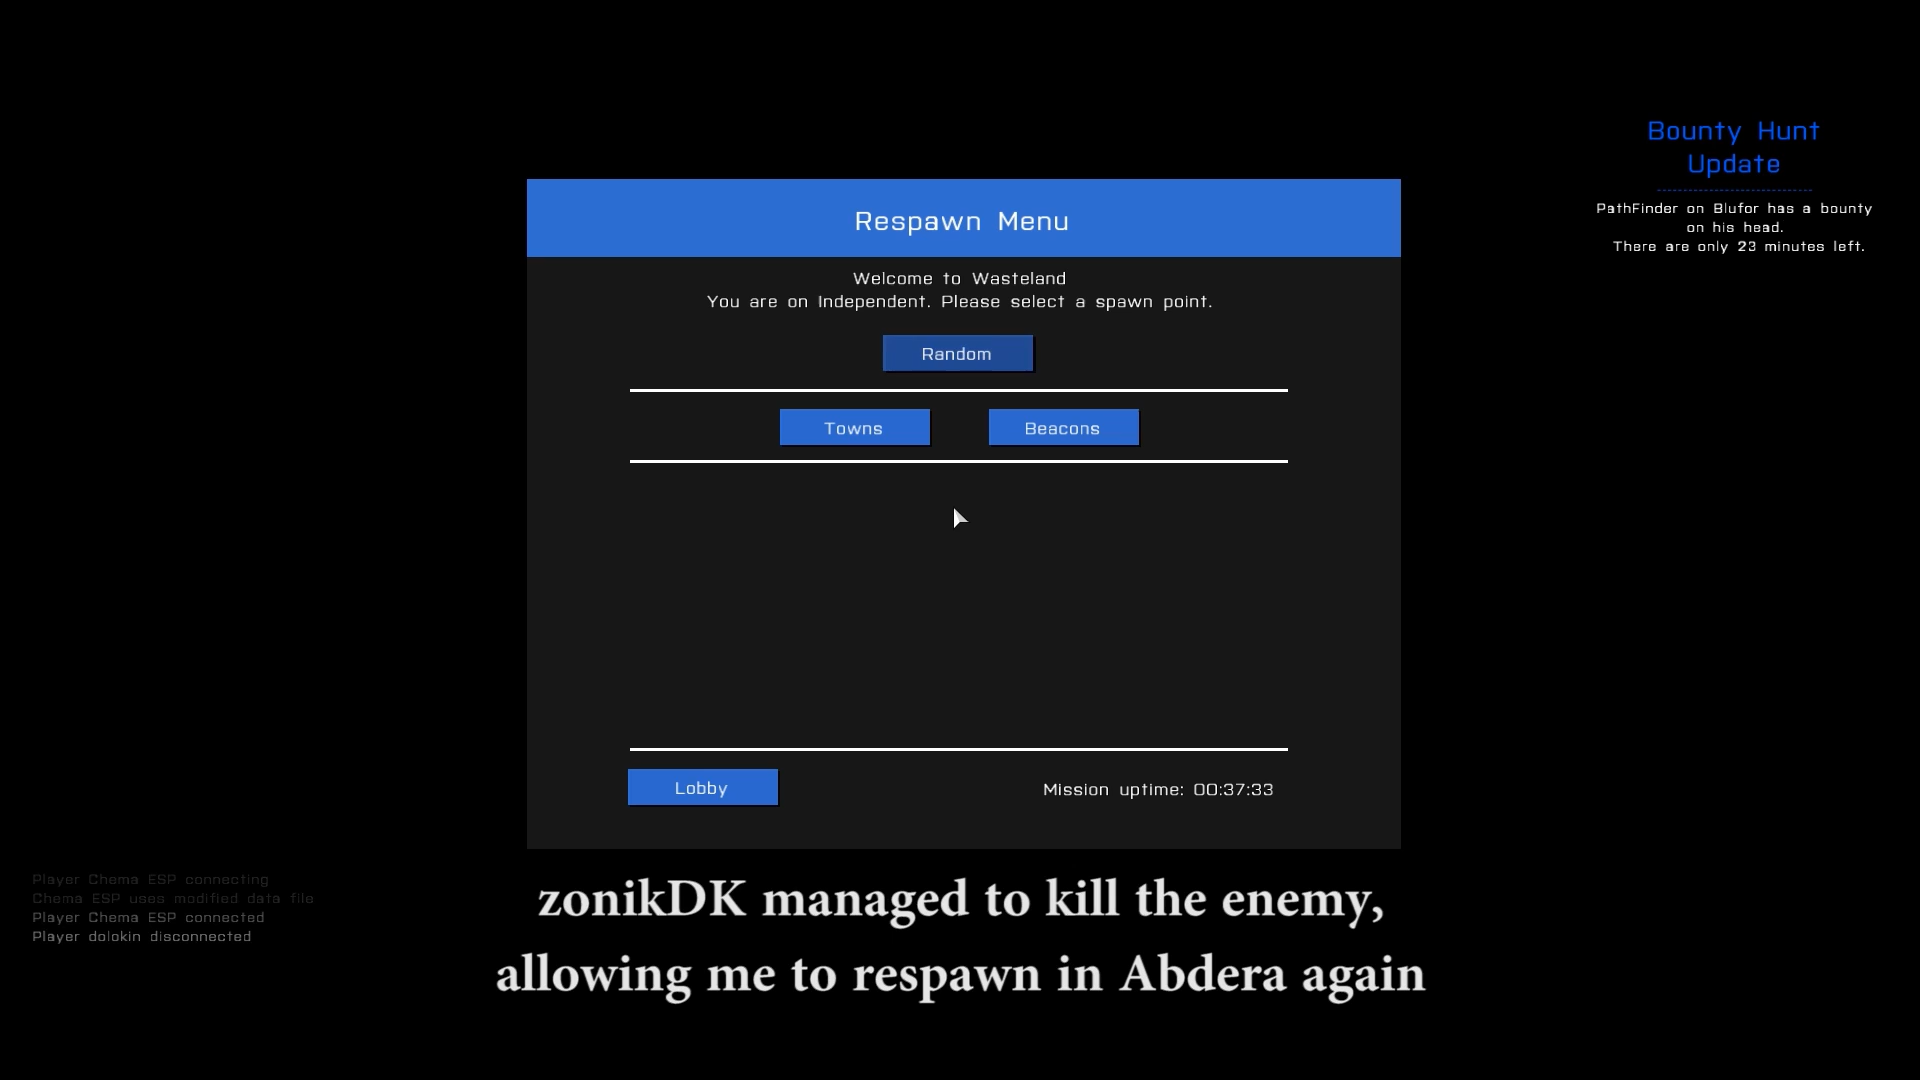 Bounty Hunt
Update
------------------------------
PathFinder on Blufor has a bounty
on his head.
There are only 23 minutes left.
Respawn Menu
Welcome to Wasteland
You are on Independent. Please select a spawn point.
Random
Towns
Beacons
Lobby
Mission uptime: 00:37:33
Player Chema ESP connecting
Chema ESP uses modified data file
Player Chema ESP connected
Player dolokin disconnected
zonikDK managed to kill the enemy,
allowing me to respawn in Abdera again